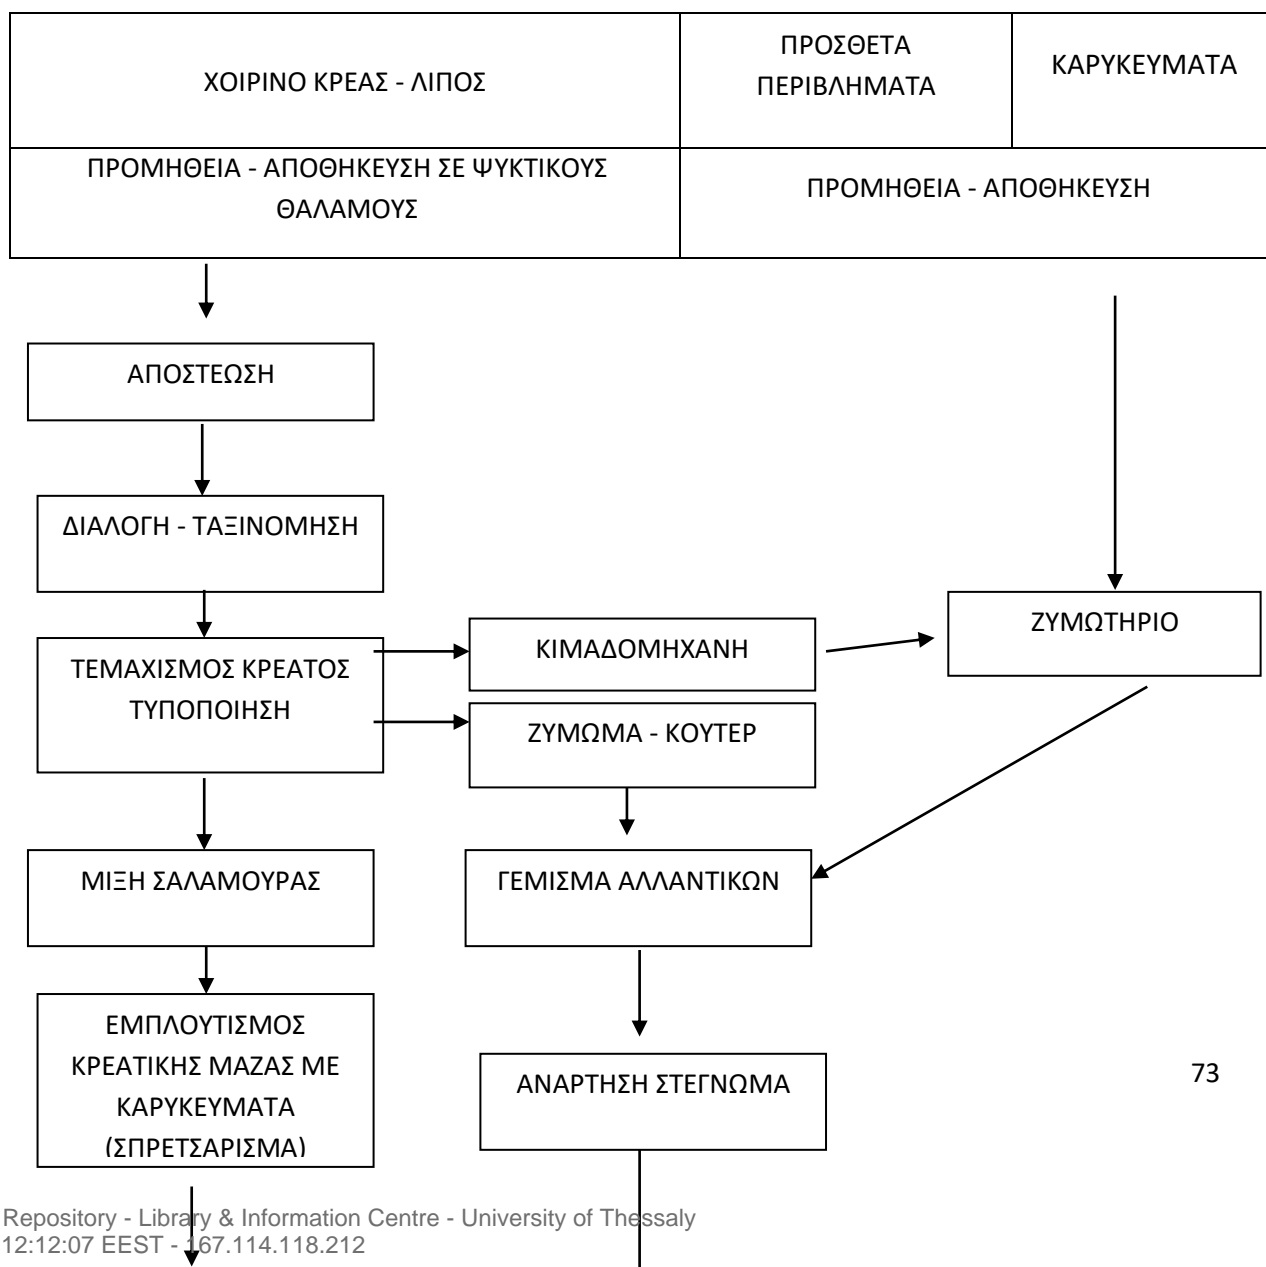 ΧΟΙΡΙΝΟ ΚΡΕΑΣ - ΛΙΠΟΣ
ΠΡΟΣΘΕΤΑ
ΠΕΡΙΒΛΗΜΑΤΑ
ΚΑΡΥΚΕΥΜΑΤΑ
ΠΡΟΜΗΘΕΙΑ - ΑΠΟΘΗΚΕΥΣΗ ΣΕ ΨΥΚΤΙΚΟΥΣ
ΘΑΛΑΜΟΥΣ
ΠΡΟΜΗΘΕΙΑ - ΑΠΟΘΗΚΕΥΣΗ
ΑΠΟΣΤΕΩΣΗ
ΔΙΑΛΟΓΗ - ΤΑΞΙΝΟΜΗΣΗ
ΤΕΜΑΧΙΣΜΟΣ ΚΡΕΑΤΟΣ
ΤΥΠΟΠΟΙΗΣΗ
ΚΙΜΑΔΟΜΗΧΑΝΗ
ΖΥΜΩΤΗΡΙΟ
ΖΥΜΩΜΑ - ΚΟΥΤΕΡ
ΜΙΞΗ ΣΑΛΑΜΟΥΡΑΣ
ΓΕΜΙΣΜΑ ΑΛΛΑΝΤΙΚΩΝ
ΕΜΠΛΟΥΤΙΣΜΟΣ
ΚΡΕΑΤΙΚΗΣ ΜΑΖΑΣ ΜΕ
ΚΑΡΥΚΕΥΜΑΤΑ
(ΣΠΡΕΤΣΑΡΙΣΜΑ)
ΑΝΑΡΤΗΣΗ ΣΤΕΓΝΩΜΑ
73
Repository - Library & Information Centre - University of Thessaly
12:12:07 EEST - 167.114.118.212